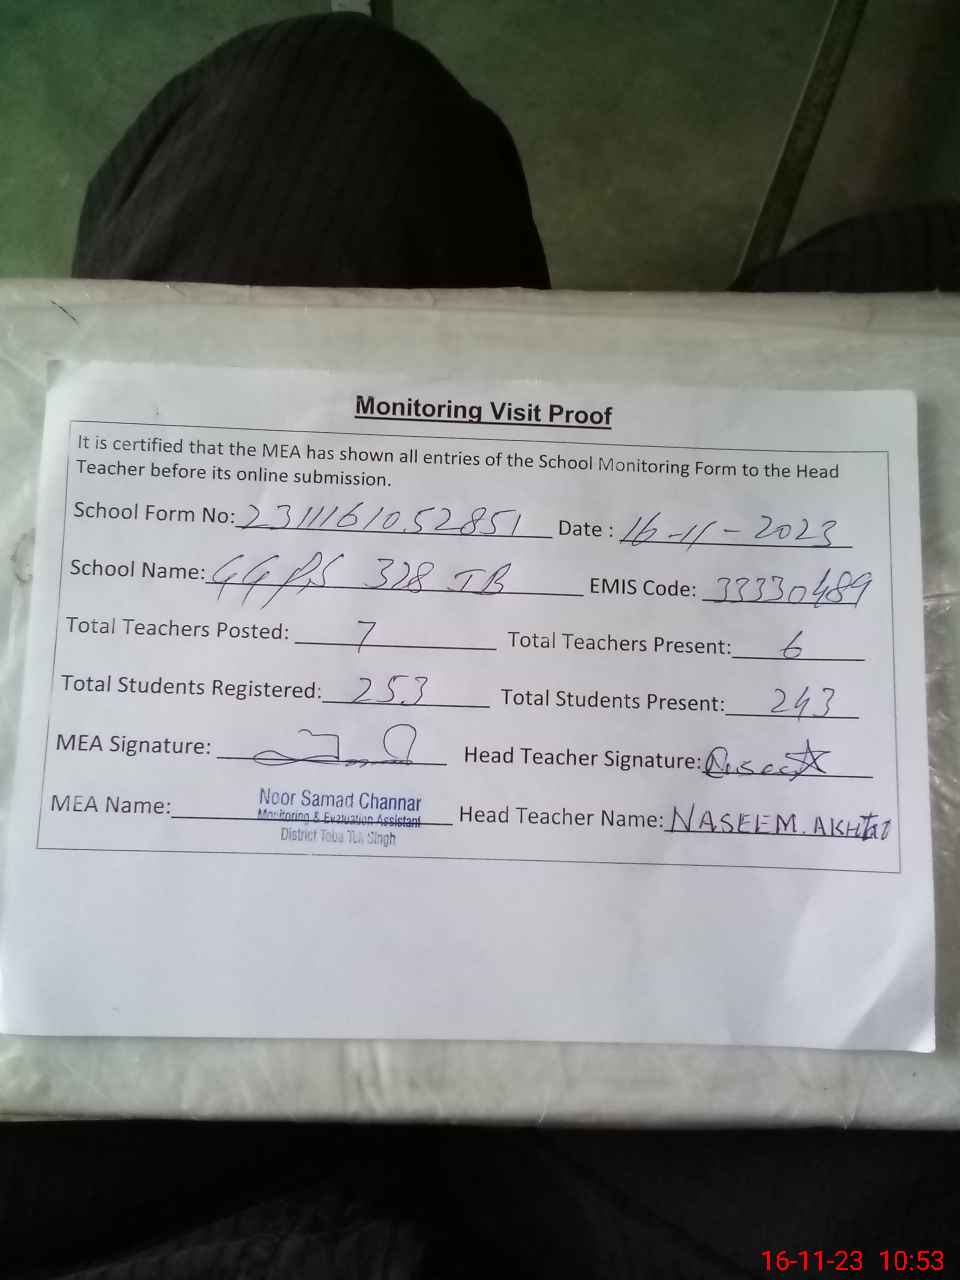 Monitoring Visit Proof
It is certified that the MEA has shown all entries of the School Monitoring Form to the Head
Teacher before its online submission.
School Form No: 23111610.52851 Date : 16-11-2023
School Name: GGPS 328 JB EMIS Code: 33330489
Total Teachers Posted: 7 Total Teachers Present: 6
Total Students Registered: 253 Total Students Present: 243
MEA Signature: Head Teacher Signature:
MEA Name: Noor Samad Channar Head Teacher Name: NASEEM. AKHTAR
Monitoring & Evaluation Assistant
District Toba Tek Singh
16-11-23 10:53